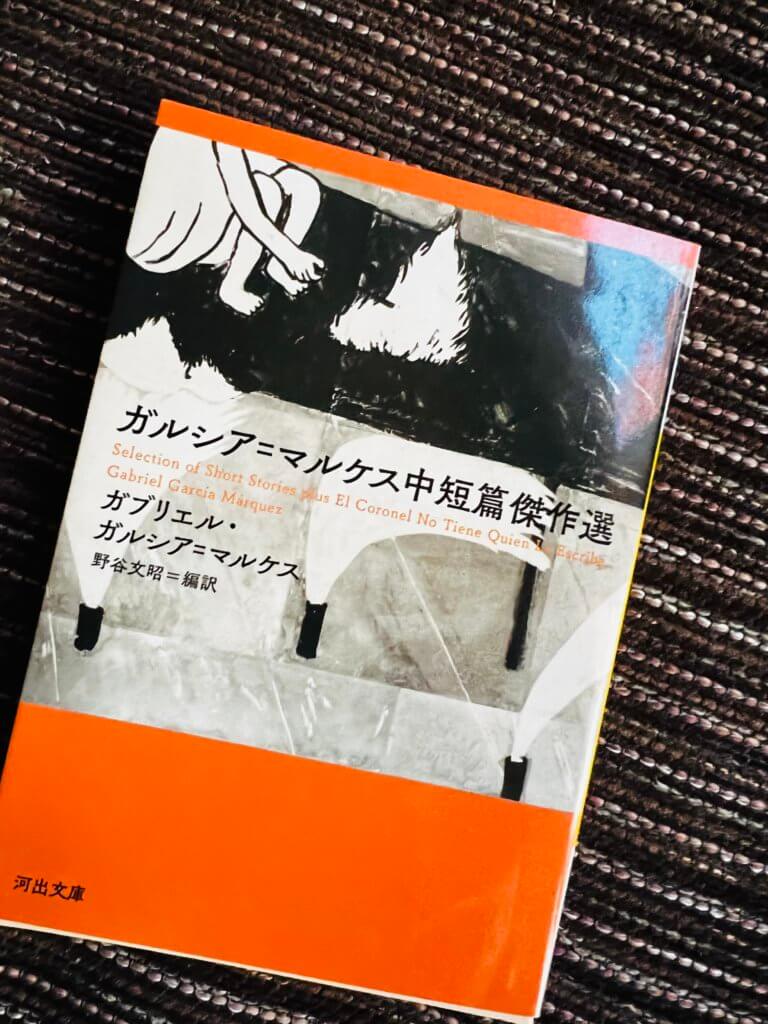 ガルシア=マルケス中短篇傑作選
Selection of Short Stories plus El Coronel No Tiene Quien Le Escriba
Gabriel García Márquez
ガブリエル・
ガルシア=マルケス
野谷文昭=編訳
河出文庫